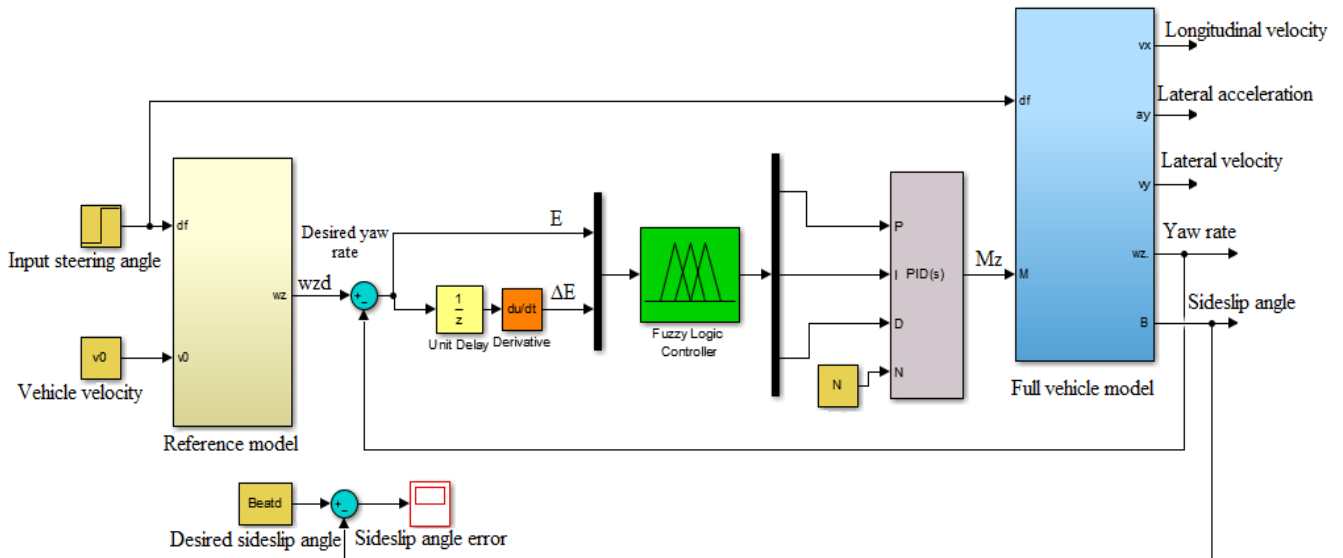 Longitudinal velocity
vx
df
Lateral acceleration
ay
Lateral velocity
vy
Yaw rate
wz.
M
Sideslip angle
B
Full vehicle model
Input steering angle
df
wz
v0
Reference model
v0
Vehicle velocity
Desired yaw
rate
wzd
+
-
E
1
z
Unit Delay
du/dt
Derivative
ΔE
Fuzzy Logic
Controller
P
I
PID(s)
D
N
N
Mz
Beatd
Desired sideslip angle
+
-
Sideslip angle error